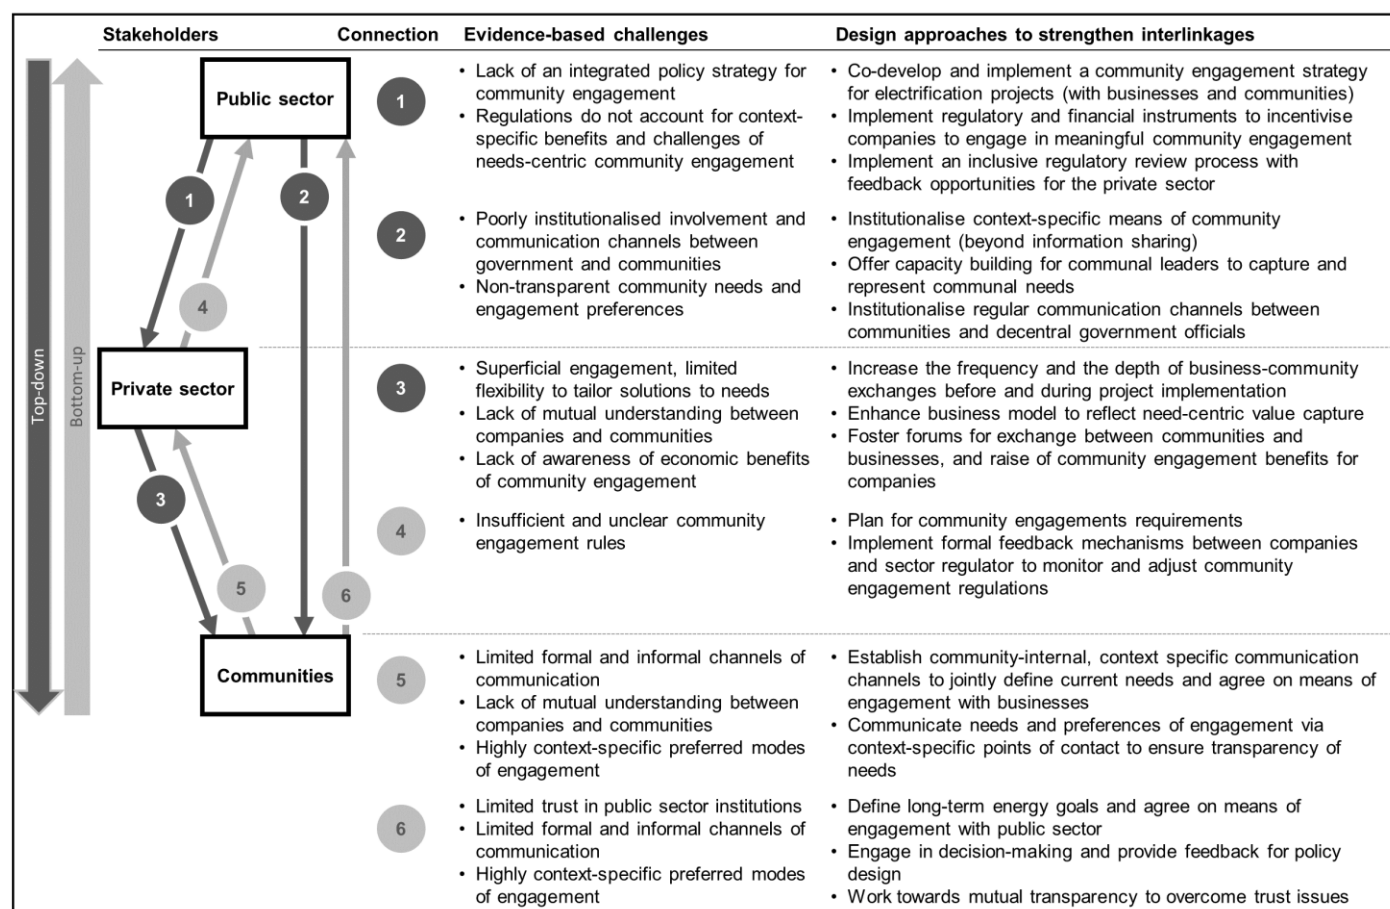 Stakeholders
Connection
Evidence-based challenges
Design approaches to strengthen interlinkages
Top-down
Bottom-up
Public sector
1
2
4
Private sector
3
5
6
Communities
1
• Lack of an integrated policy strategy for
community engagement
• Regulations do not account for context-
specific benefits and challenges of
needs-centric community engagement
• Co-develop and implement a community engagement strategy
for electrification projects (with businesses and communities)
• Implement regulatory and financial instruments to incentivise
companies to engage in meaningful community engagement
• Implement an inclusive regulatory review process with
feedback opportunities for the private sector
2
• Poorly institutionalised involvement and
communication channels between
government and communities
• Non-transparent community needs and
engagement preferences
• Institutionalise context-specific means of community
engagement (beyond information sharing)
• Offer capacity building for communal leaders to capture and
represent communal needs
• Institutionalise regular communication channels between
communities and decentral government officials
3
• Superficial engagement, limited
flexibility to tailor solutions to needs
• Lack of mutual understanding between
companies and communities
• Lack of awareness of economic benefits
of community engagement
• Increase the frequency and the depth of business-community
exchanges before and during project implementation
• Enhance business model to reflect need-centric value capture
• Foster forums for exchange between communities and
businesses, and raise of community engagement benefits for
companies
4
• Insufficient and unclear community
engagement rules
• Plan for community engagements requirements
• Implement formal feedback mechanisms between companies
and sector regulator to monitor and adjust community
engagement regulations
5
• Limited formal and informal channels of
communication
• Lack of mutual understanding between
companies and communities
• Highly context-specific preferred modes
of engagement
• Establish community-internal, context specific communication
channels to jointly define current needs and agree on means of
engagement with businesses
• Communicate needs and preferences of engagement via
context-specific points of contact to ensure transparency of
needs
6
• Limited trust in public sector institutions
• Limited formal and informal channels of
communication
• Highly context-specific preferred modes
of engagement
• Define long-term energy goals and agree on means of
engagement with public sector
• Engage in decision-making and provide feedback for policy
design
• Work towards mutual transparency to overcome trust issues